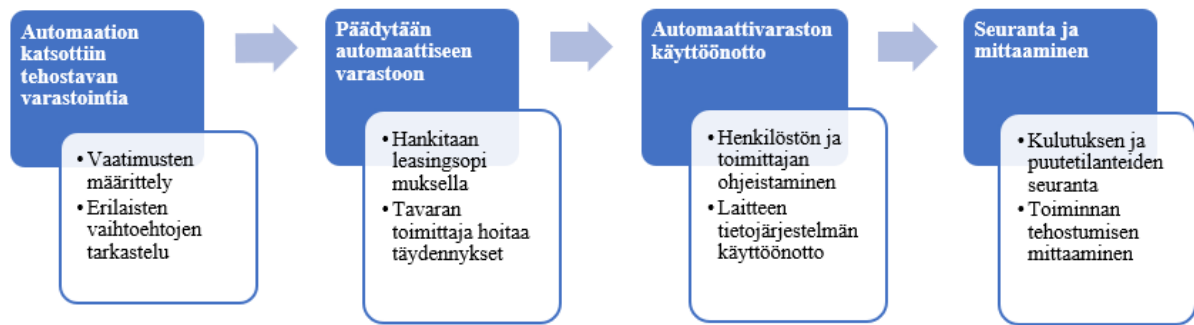 Automaation
katsottiin
tehostavan
varastointia
• Vaatimusten
määrittely
• Erilaisten
vaihtoehtojen
tarkastelu
Päädytään
automaattiseen
varastoon
• Hankitaan
leasingsopi
muksella
• Tavaran
toimittaja hoitaa
täydennykset
Automaattivaraston
käyttöönotto
• Henkilöstön ja
toimittajan
ohjeistaminen
• Laitteen
tietojärjestelmän
käyttöönotto
Seuranta ja
mittaaminen
• Kulutuksen ja
puutetilanteiden
seuranta
• Toiminnan
tehostumisen
mittaaminen